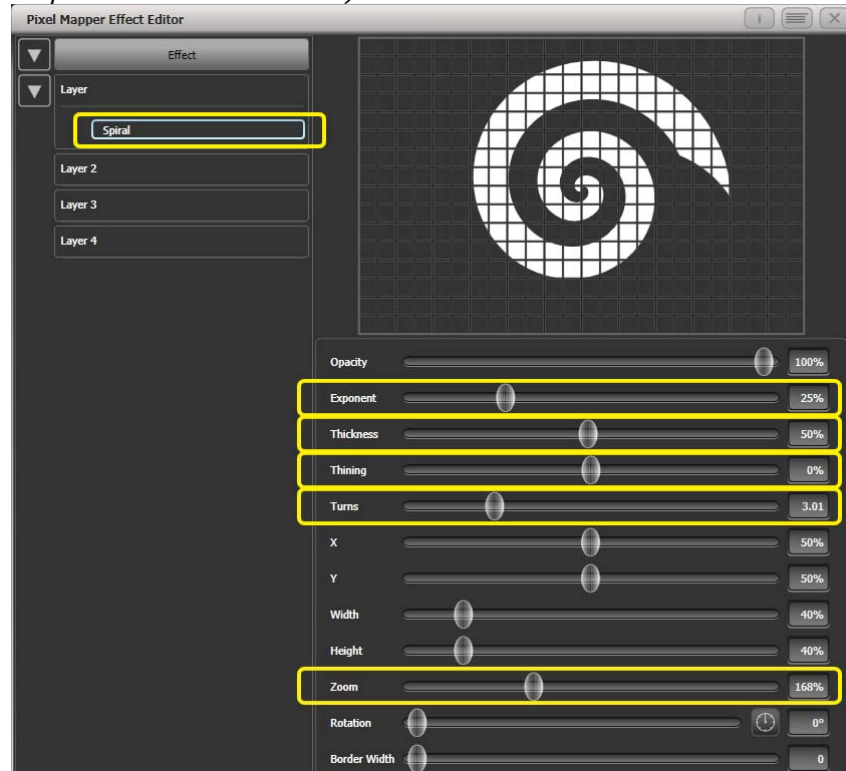 Pixel Mapper Effect Editor
i
X
Effect
Layer
Spiral
Layer 2
Layer 3
Layer 4
Opacity 100%
Exponent 25%
Thickness 50%
Thining 0%
Turns 3.01
X 50%
Y 50%
Width 40%
Height 40%
Zoom 168%
Rotation 0°
Border Width 0